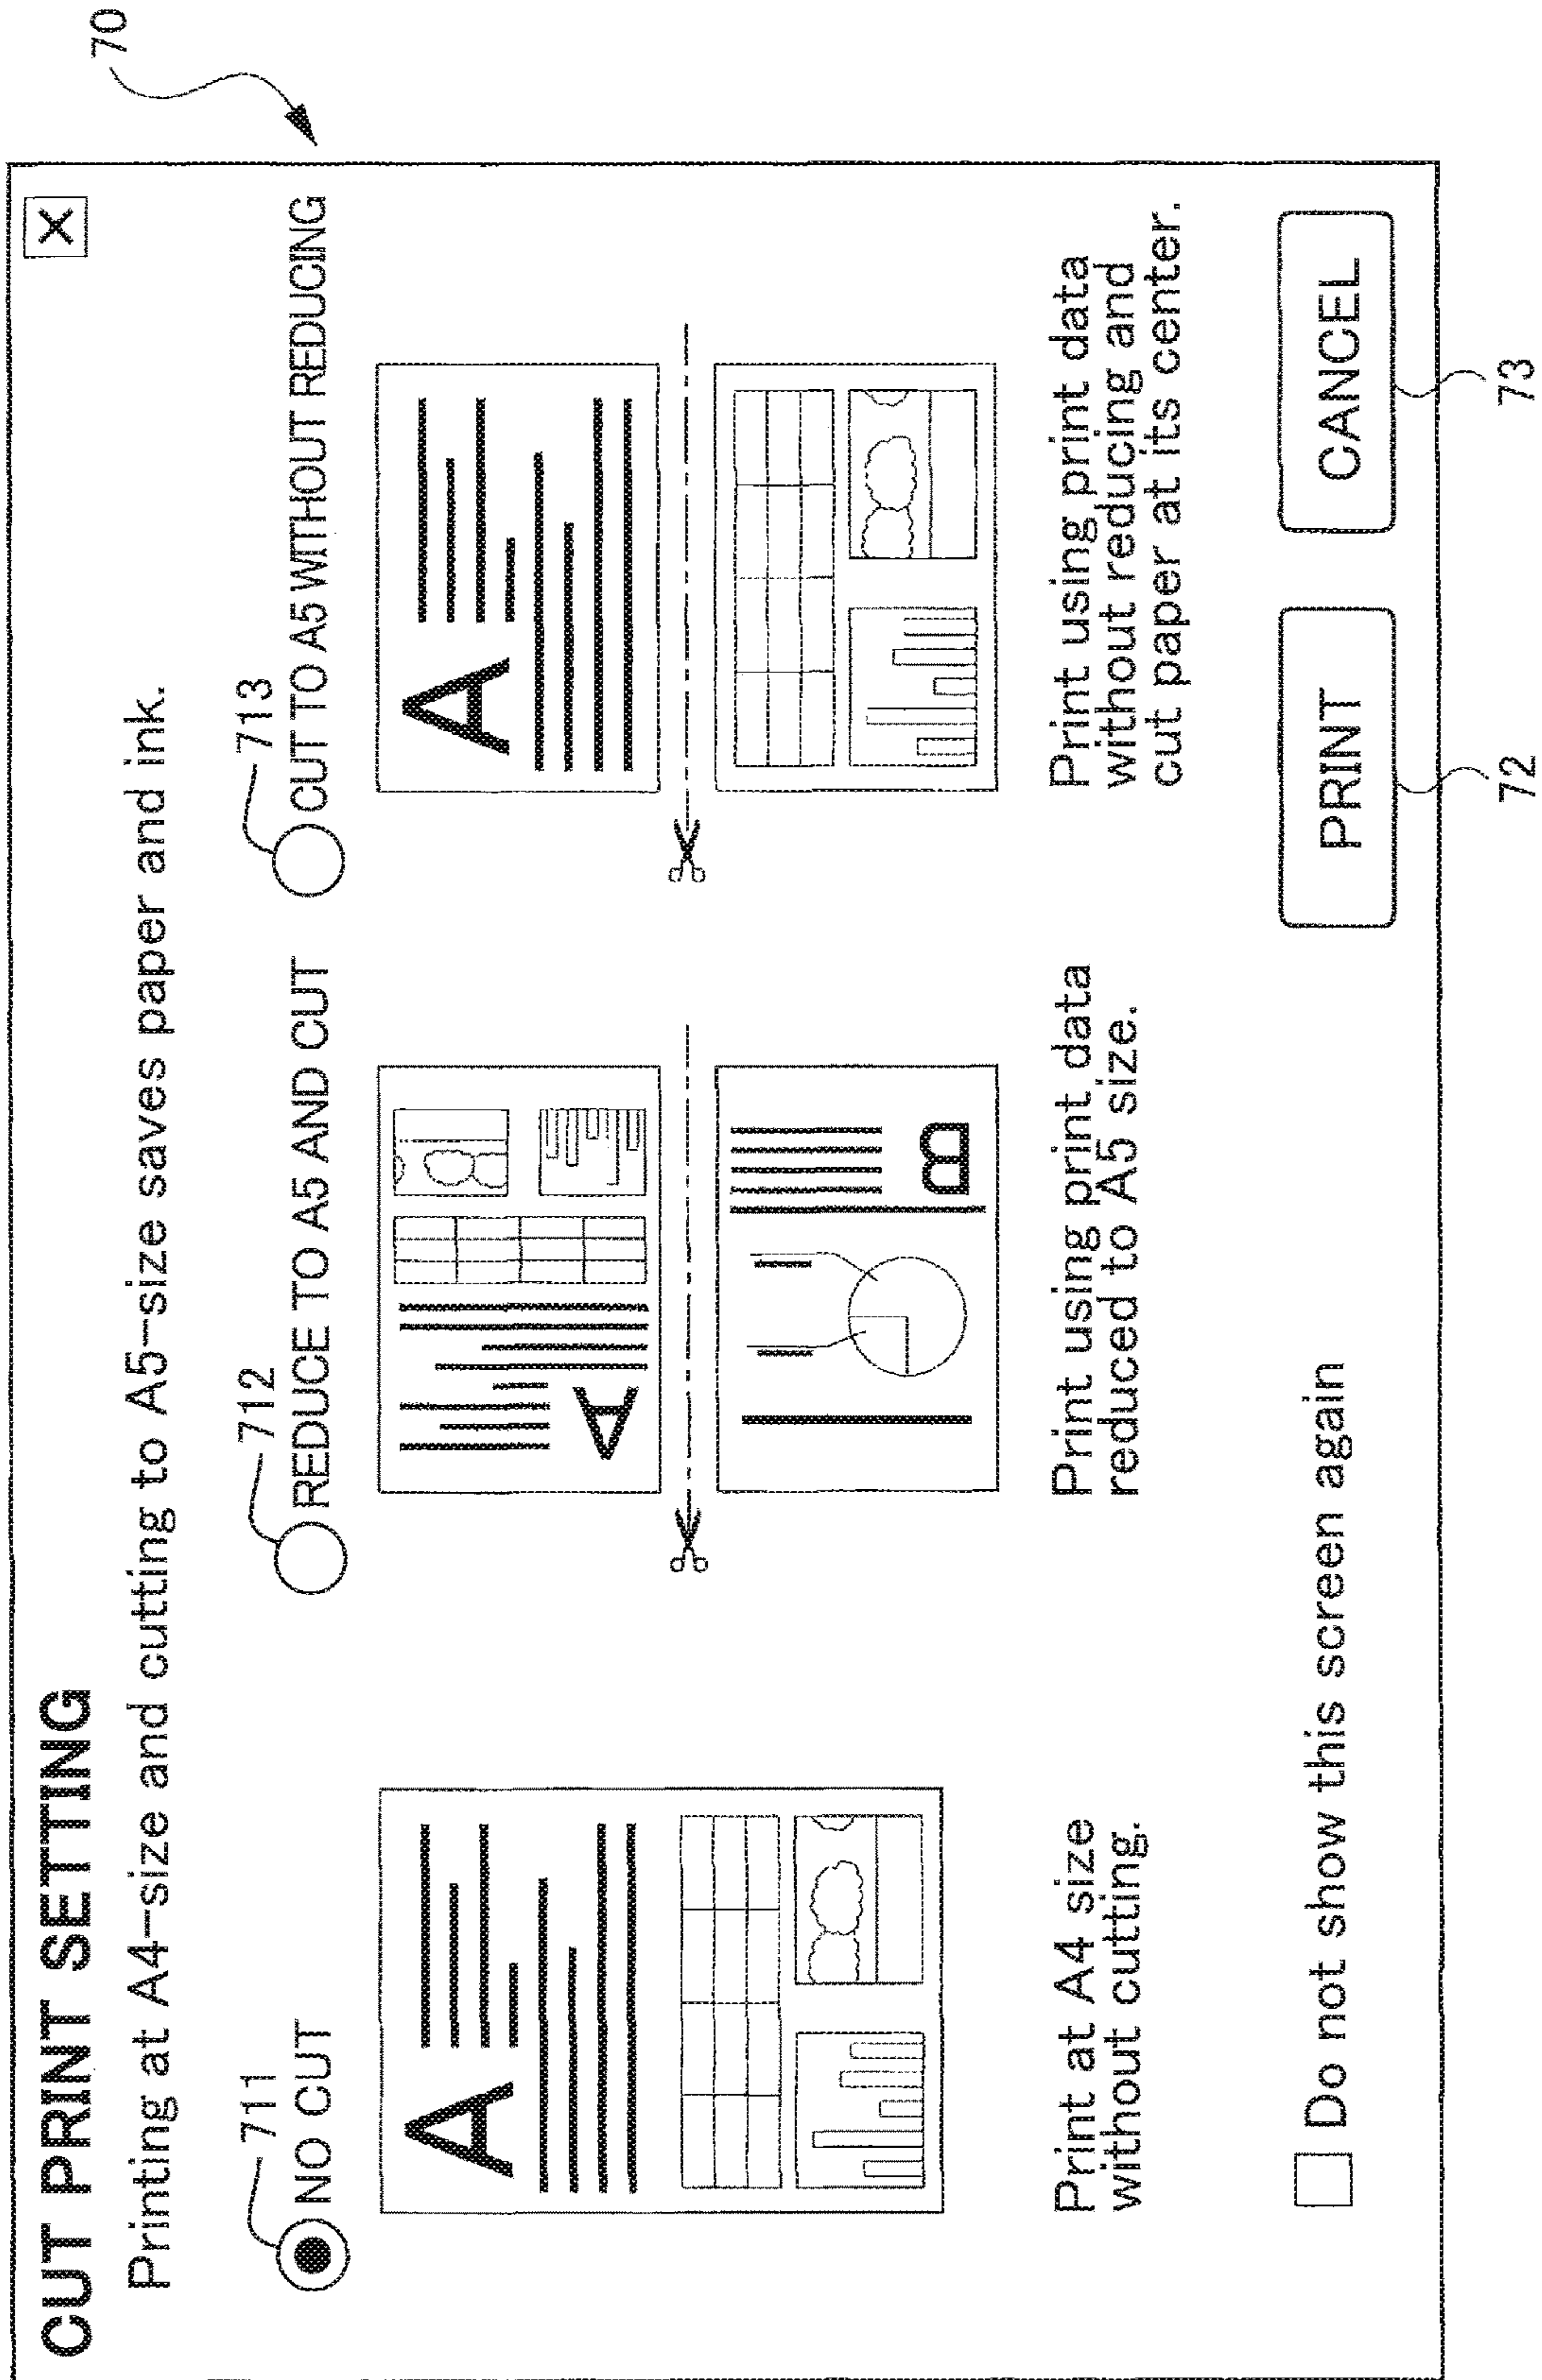 70
CUT PRINT SETTING
X
Printing at A4-size and cutting to A5-size saves paper and ink.
711
NO CUT
712
REDUCE TO A5 AND CUT
713
CUT TO A5 WITHOUT REDUCING
A
A
B
A
Print at A4 size
without cutting.
Print using print data
reduced to A5 size.
Print using print data
without reducing and
cut paper at its center.
Do not show this screen again
PRINT
CANCEL
72
73